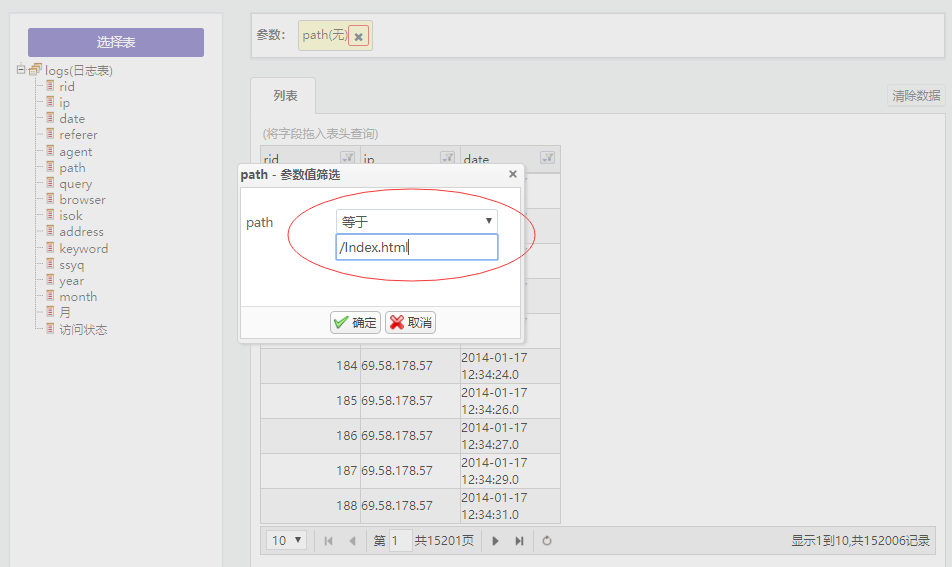 选择表
logs(日志表)
rid
ip
date
referer
agent
path
query
browser
isok
address
keyword
ssyq
year
month
月
访问状态
参数: path(无)
列表
清除数据
(将字段拖入表头查询)
rid ip date
path - 参数值筛选
path 等于
/Index.html
确定 取消
184 69.58.178.57 2014-01-17 12:34:24.0
185 69.58.178.57 2014-01-17 12:34:26.0
186 69.58.178.57 2014-01-17 12:34:27.0
187 69.58.178.57 2014-01-17 12:34:29.0
188 69.58.178.57 2014-01-17 12:34:31.0
10 第 1 共15201页 显示1到10,共152006记录